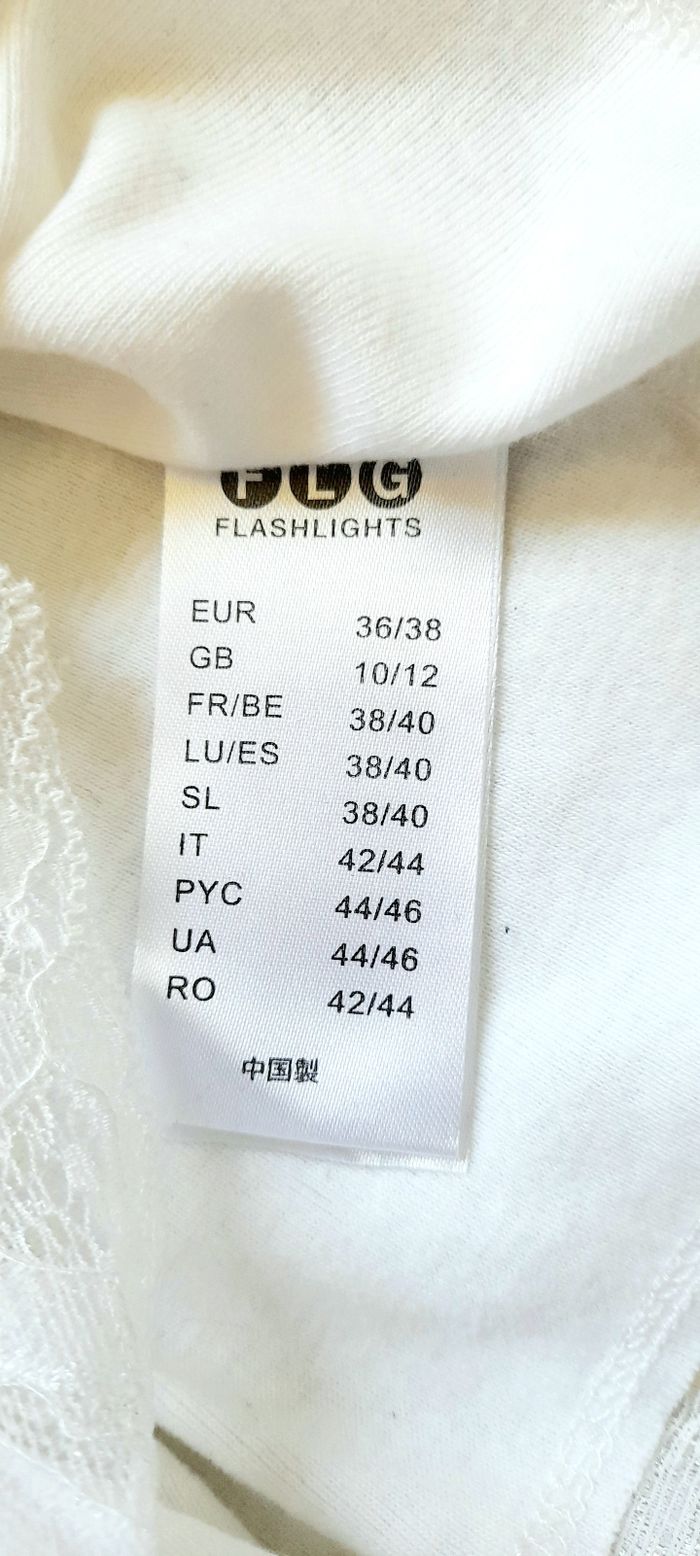 FLG
FLASHLIGHTS
EUR 36/38
GB 10/12
FR/BE 38/40
LU/ES 38/40
SL 38/40
IT 42/44
PYC 44/46
UA 44/46
RO 42/44
中国製